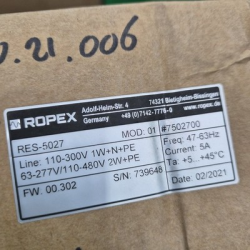 0.21.006
ROPEX
Adolf-Heim-Str. 4 74321 Bietigheim-Bissingen
Germany +49 (0)7142-7776-0
www.ropex.de
RES-5027 MOD: 01 #7502700
Line: 110-300V 1W+N+PE Freq: 47-63Hz
63-277V/110-480V 2W+PE Current: 5A
FW. 00.302 Ta: +5... +45°C
S/N: 739648 02/2021